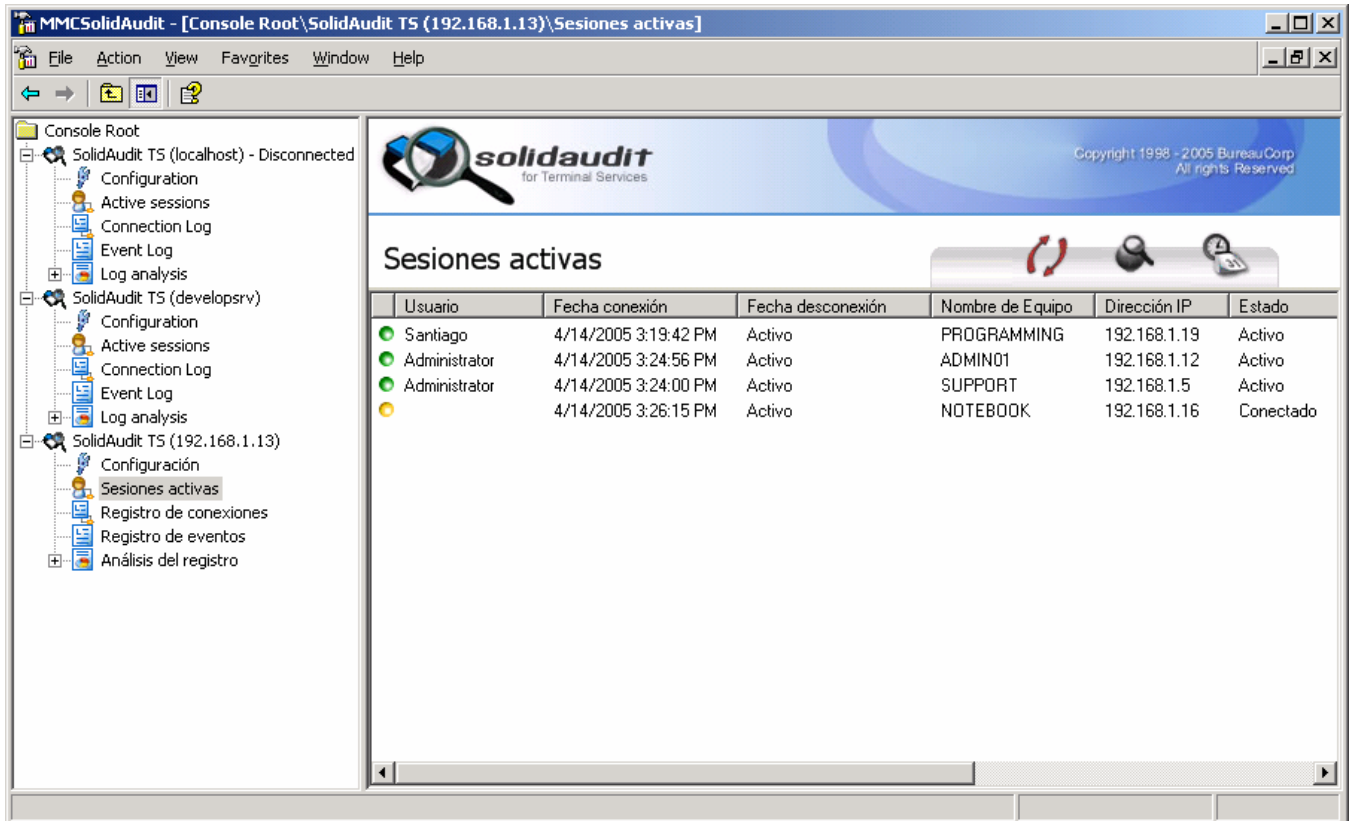 MMCSolidAudit - [Console Root\SolidAudit TS (192.168.1.13)\Sesiones activas]
File Action View Favorites Window Help
Console Root
SolidAudit TS (localhost) - Disconnected
Configuration
Active sessions
Connection Log
Event Log
Log analysis
SolidAudit TS (developsrv)
Configuration
Active sessions
Connection Log
Event Log
Log analysis
SolidAudit TS (192.168.1.13)
Configuración
Sesiones activas
Registro de conexiones
Registro de eventos
Análisis del registro
solidaudit
for Terminal Services
Copyright 1998 - 2005 BureauCorp
All rights Reserved
Sesiones activas
31
Usuario Fecha conexión Fecha desconexión Nombre de Equipo Dirección IP Estado
Santiago 4/14/2005 3:19:42 PM Activo PROGRAMMING 192.168.1.19 Activo
Administrator 4/14/2005 3:24:56 PM Activo ADMIN01 192.168.1.12 Activo
Administrator 4/14/2005 3:24:00 PM Activo SUPPORT 192.168.1.5 Activo
4/14/2005 3:26:15 PM Activo NOTEBOOK 192.168.1.16 Conectado